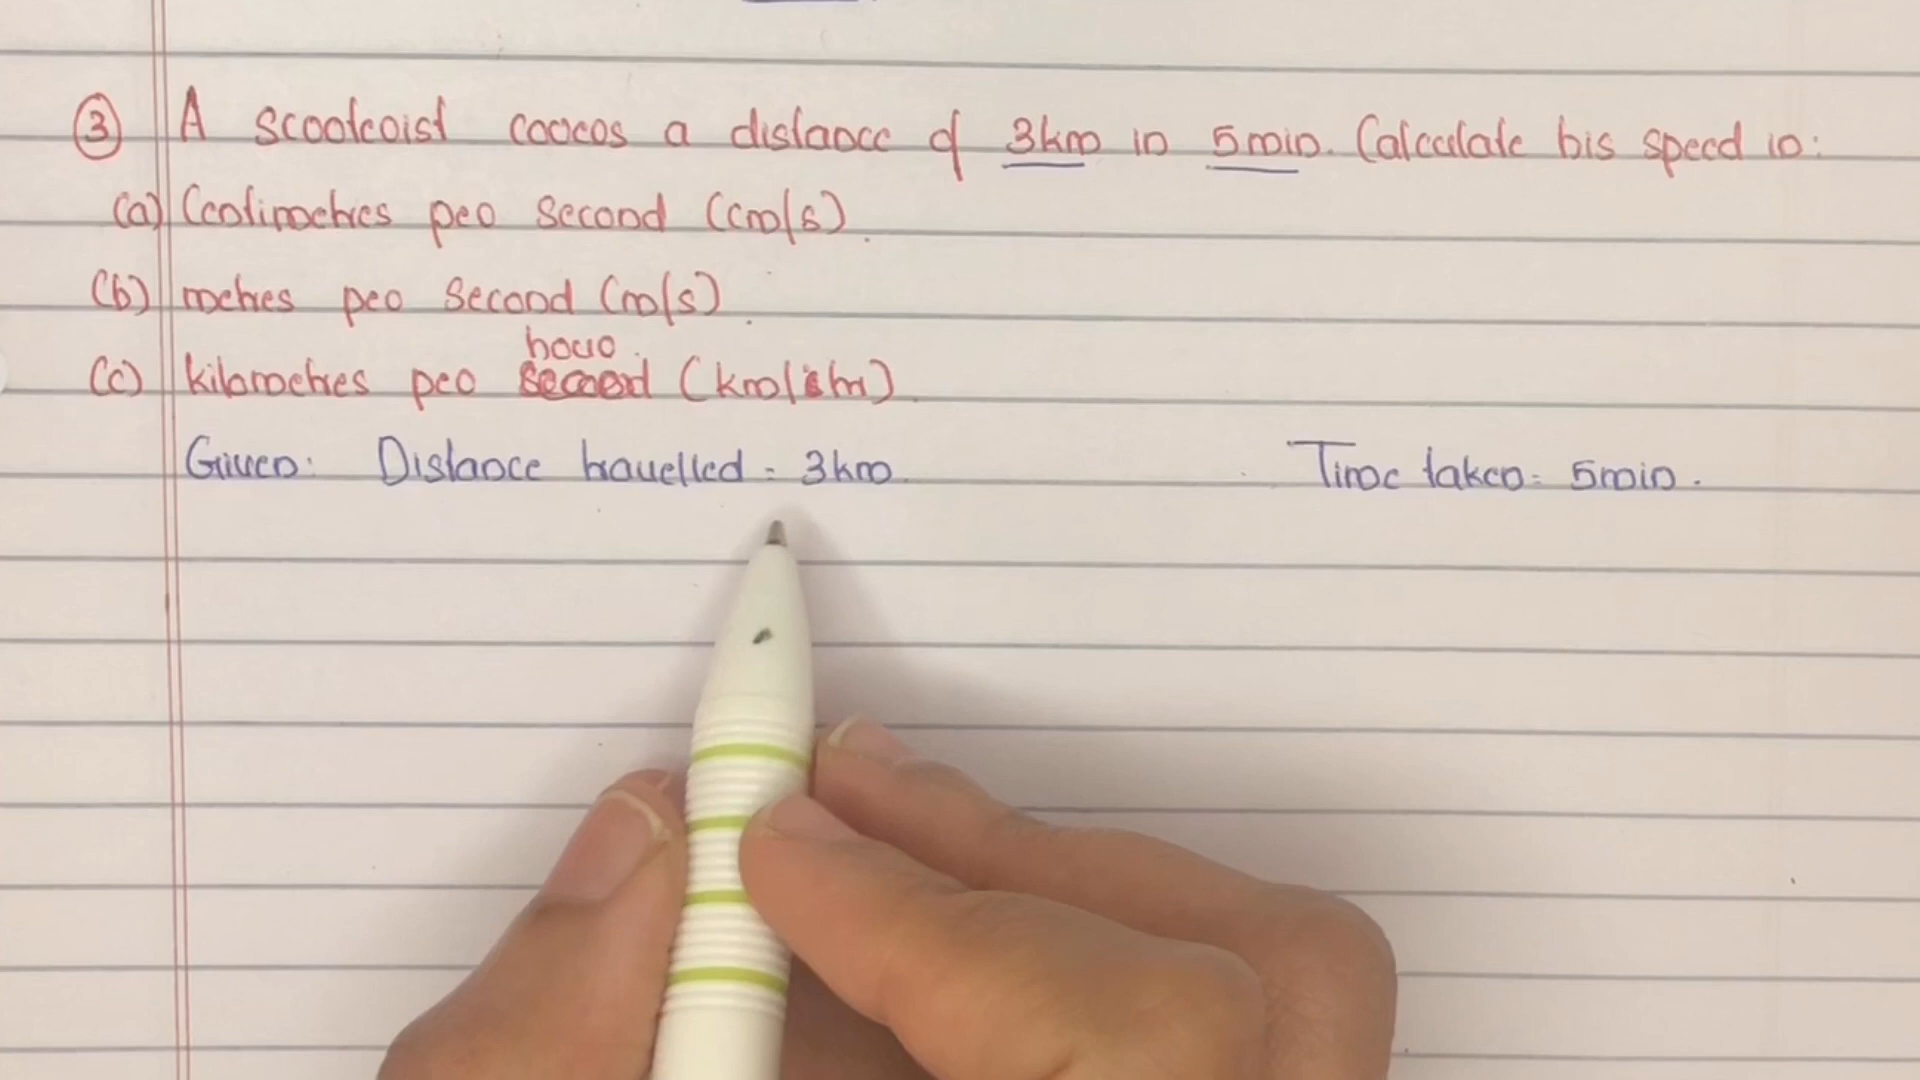 ③ A scooterist covers a distance of 3km in 5min. Calculate his speed in:
(a) Centimetres per second (cm/s).
(b) metres per second (m/s).
hour
(c) kilometres per second (km/hr)
Given: Distance travelled = 3km. Time taken = 5min.